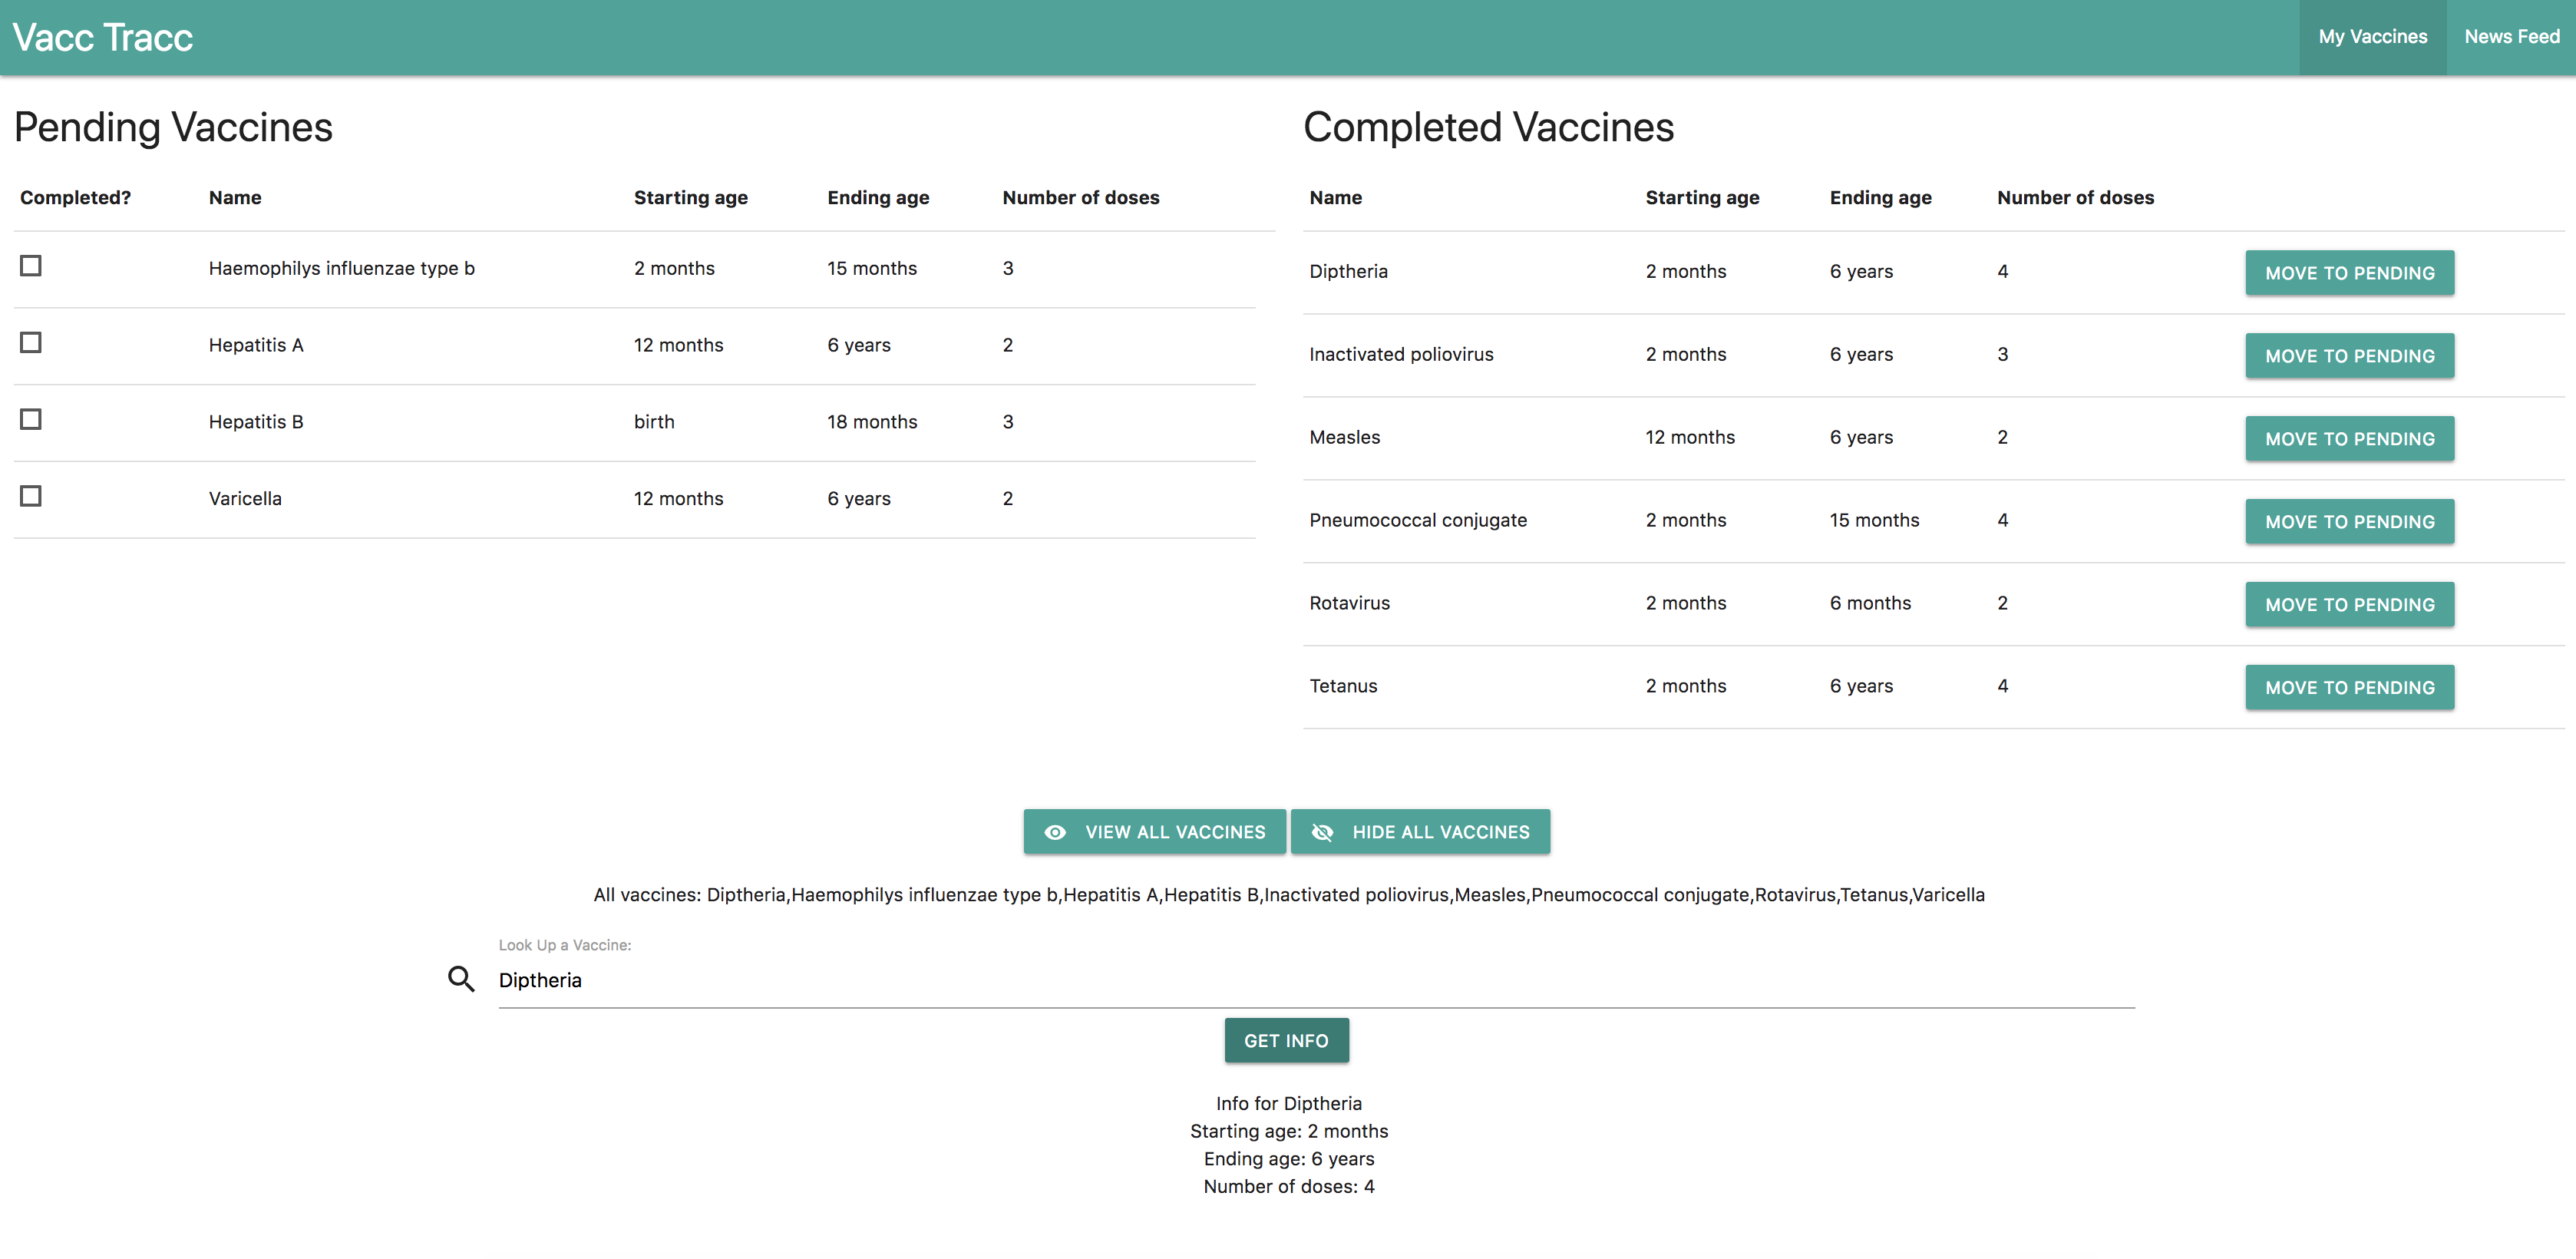 Vacc Tracc
My Vaccines
News Feed
Pending Vaccines
Completed? Name Starting age Ending age Number of doses
Haemophilys influenzae type b 2 months 15 months 3
Hepatitis A 12 months 6 years 2
Hepatitis B birth 18 months 3
Varicella 12 months 6 years 2
Completed Vaccines
Name Starting age Ending age Number of doses
Diptheria 2 months 6 years 4 MOVE TO PENDING
Inactivated poliovirus 2 months 6 years 3 MOVE TO PENDING
Measles 12 months 6 years 2 MOVE TO PENDING
Pneumococcal conjugate 2 months 15 months 4 MOVE TO PENDING
Rotavirus 2 months 6 months 2 MOVE TO PENDING
Tetanus 2 months 6 years 4 MOVE TO PENDING
VIEW ALL VACCINES
HIDE ALL VACCINES
All vaccines: Diptheria,Haemophilys influenzae type b,Hepatitis A,Hepatitis B,Inactivated poliovirus,Measles,Pneumococcal conjugate,Rotavirus,Tetanus,Varicella
Look Up a Vaccine:
Diptheria
GET INFO
Info for Diptheria
Starting age: 2 months
Ending age: 6 years
Number of doses: 4